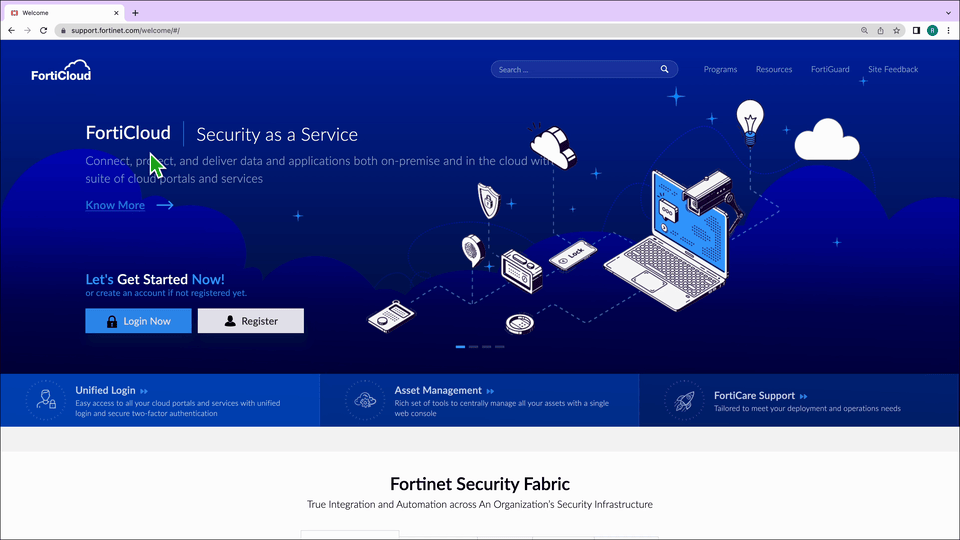 Welcome
support.fortinet.com/welcome/#/
R
FortiCloud
Search ...
Programs
Resources
FortiGuard
Site Feedback
FortiCloud
Security as a Service
Connect, protect, and deliver data and applications both on-premise and in the cloud with
suite of cloud portals and services
Know More
Lock
Let's Get Started Now!
or create an account if not registered yet.
Login Now
Register
Unified Login
Easy access to all your cloud portals and services with unified
login and secure two-factor authentication
Asset Management
Rich set of tools to centrally manage all your assets with a single
web console
FortiCare Support
Tailored to meet your deployment and operations needs
Fortinet Security Fabric
True Integration and Automation across An Organization's Security Infrastructure